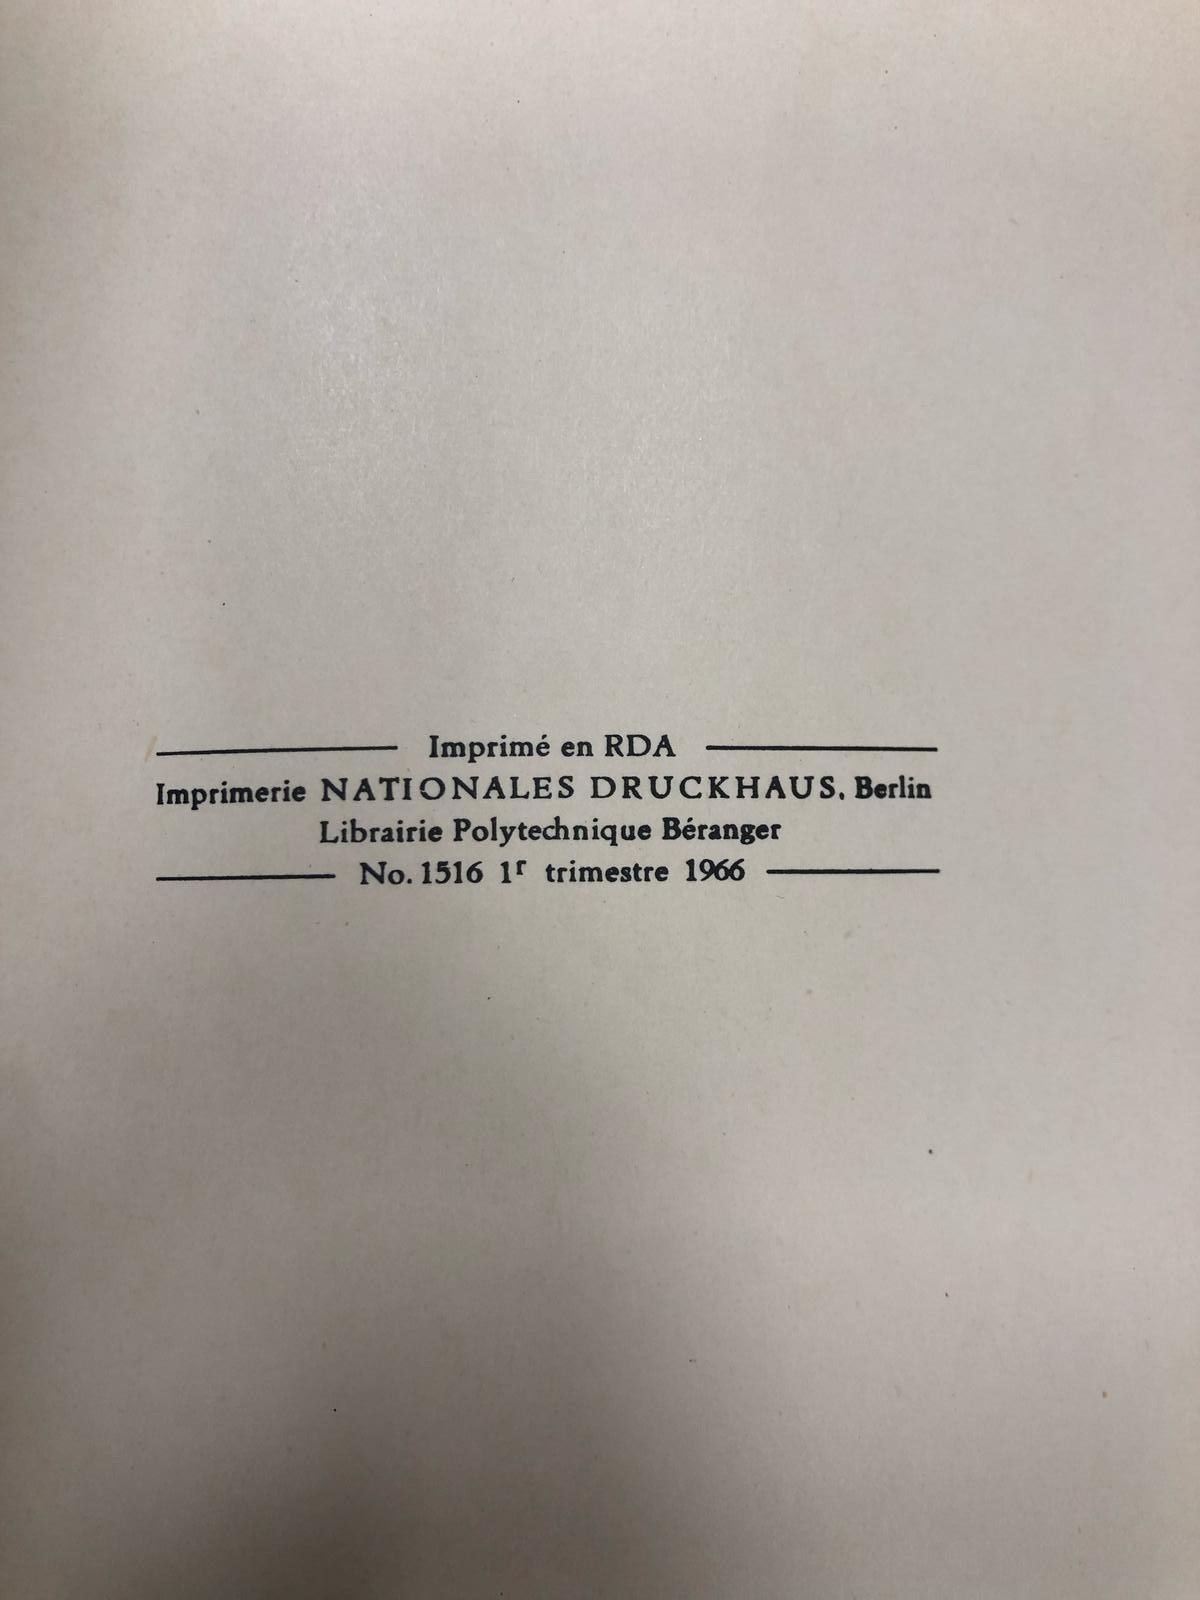 Imprimé en RDA
Imprimerie NATIONALES DRUCKHAUS, Berlin
Librairie Polytechnique Béranger
No. 1516 1r trimestre 1966